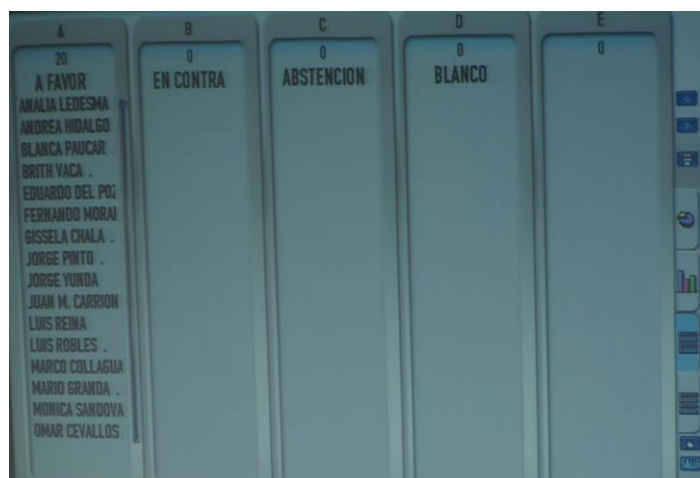 A
20
A FAVOR
ANALIA LEDESMA
ANDREA HIDALGO
BLANCA PAUCAR .
BRITH VACA .
EDUARDO DEL POZ
FERNANDO MORAI
GISSELA CHALA .
JORGE PINTO .
JORGE YUNDA
JUAN M. CARRION
LUIS REINA
LUIS ROBLES .
MARCO COLLAGUA
MARIO GRANDA .
MONICA SANDOVA
OMAR CEVALLOS
B
0
EN CONTRA
C
0
ABSTENCION
D
0
BLANCO
E
0
SALIR